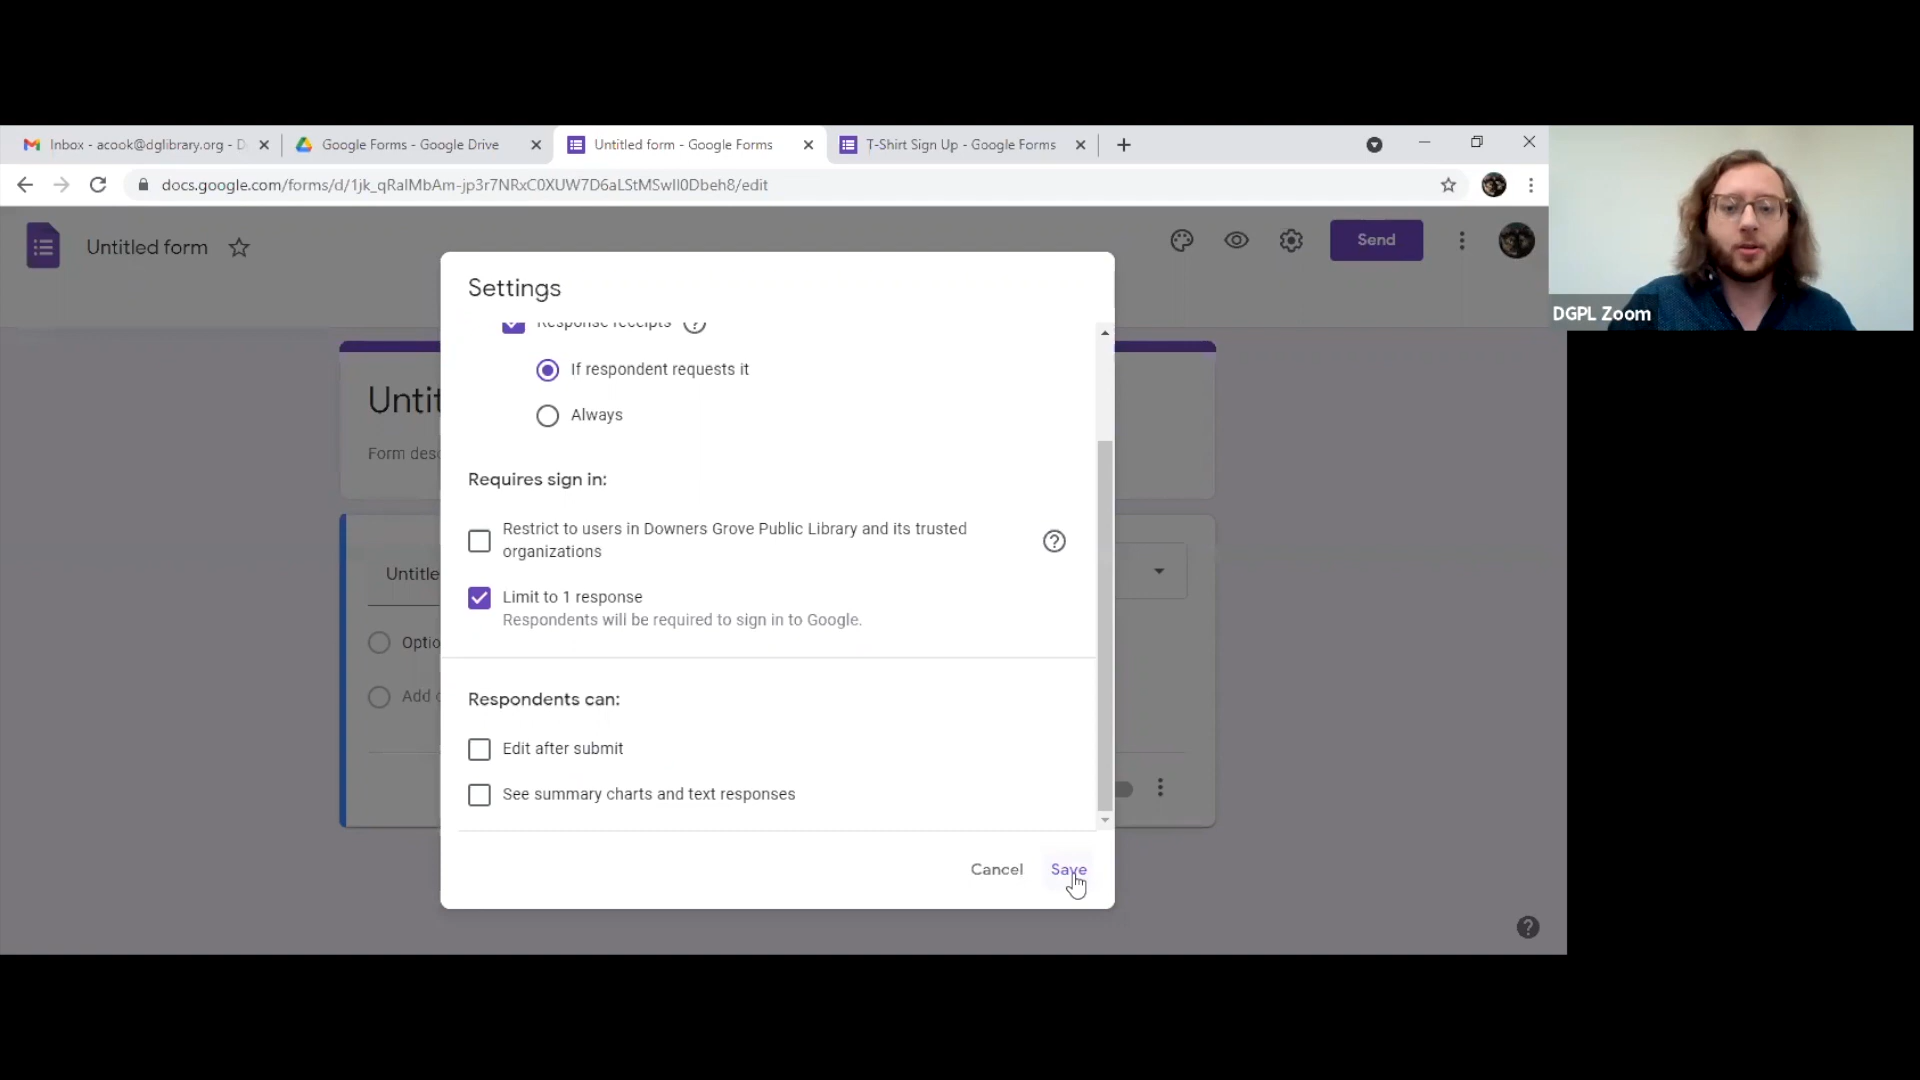 Inbox - acook@dglibrary.org - D
Google Forms - Google Drive
Untitled form - Google Forms
T-Shirt Sign Up - Google Forms
docs.google.com/forms/d/1jk_qRaIMbAm-jp3r7NRxC0XUW7D6aLStMSwII0Dbeh8/edit
Untitled form
Send
DGPL Zoom
Settings
Response receipts
If respondent requests it
Always
Requires sign in:
Restrict to users in Downers Grove Public Library and its trusted
organizations
Limit to 1 response
Respondents will be required to sign in to Google.
Respondents can:
Edit after submit
See summary charts and text responses
Cancel
Save
Untit
Form desc
Untitle
Optio
Add o